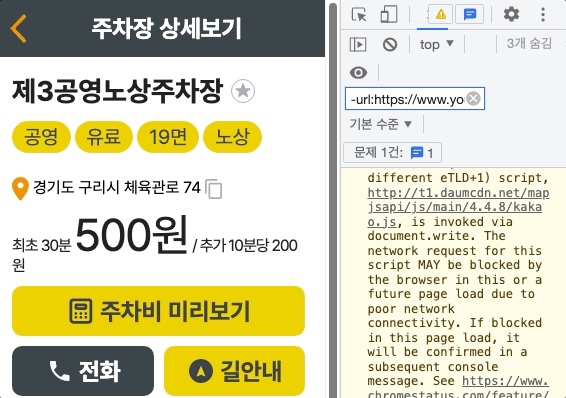 주차장 상세보기
제3공영노상주차장
공영 유료 19면 노상
경기도 구리시 체육관로 74
최초 30분 500원 / 추가 10분당 200
원
주차비 미리보기
전화 길안내
top ▼ 3개 숨김
-url:https://www.yo
기본 수준 ▼
문제 1건: 1
different eTLD+1) script,
http://t1.daumcdn.net/map
jsapi/js/main/4.4.8/kaka
o.js, is invoked via
document.write. The
network request for this
script MAY be blocked by
the browser in this or a
future page load due to
poor network
connectivity. If blocked
in this page load, it
will be confirmed in a
subsequent console
message. See https://www.
chromestatus.com/feature/